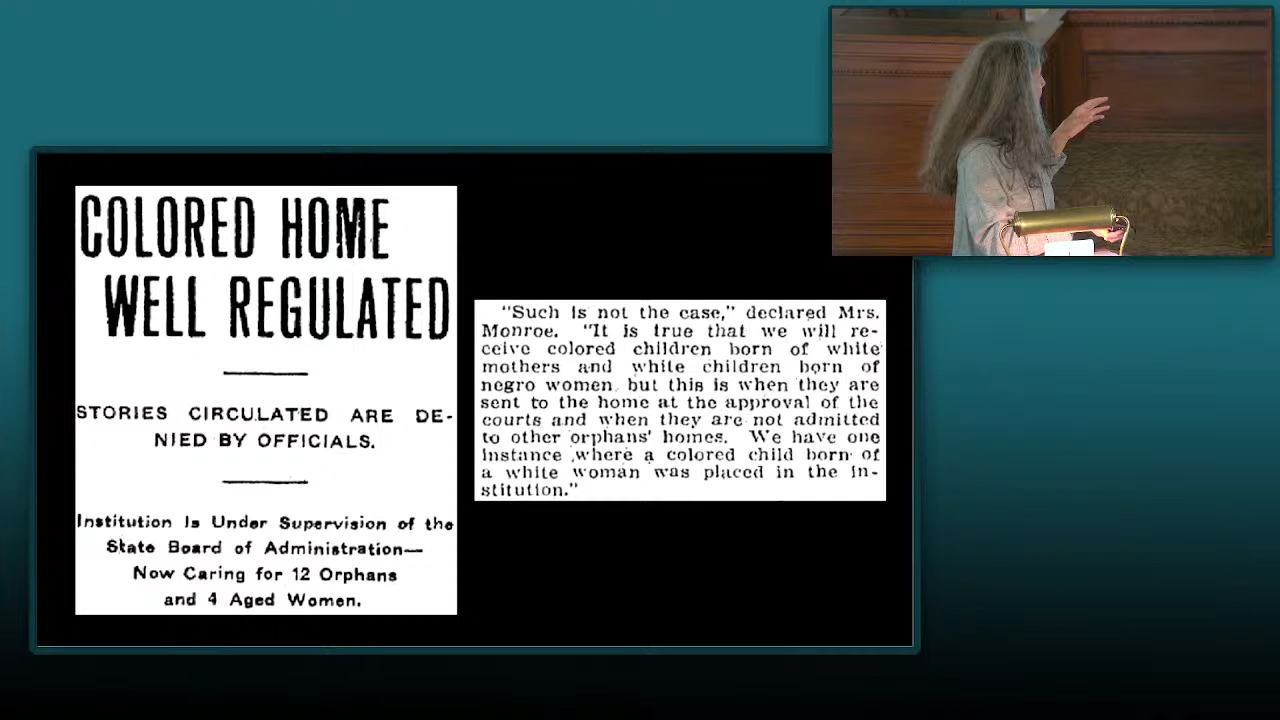 COLORED HOME
WELL REGULATED
STORIES CIRCULATED ARE DE-
NIED BY OFFICIALS.
Institution Is Under Supervision of the
State Board of Administration—
Now Caring for 12 Orphans
and 4 Aged Women.
"Such is not the case," declared Mrs.
Monroe. "It is true that we will re-
ceive colored children born of white
mothers and white children born of
negro women, but this is when they are
sent to the home at the approval of the
courts and when they are not admitted
to other orphans' homes. We have one
instance where a colored child born of
a white woman was placed in the in-
stitution."